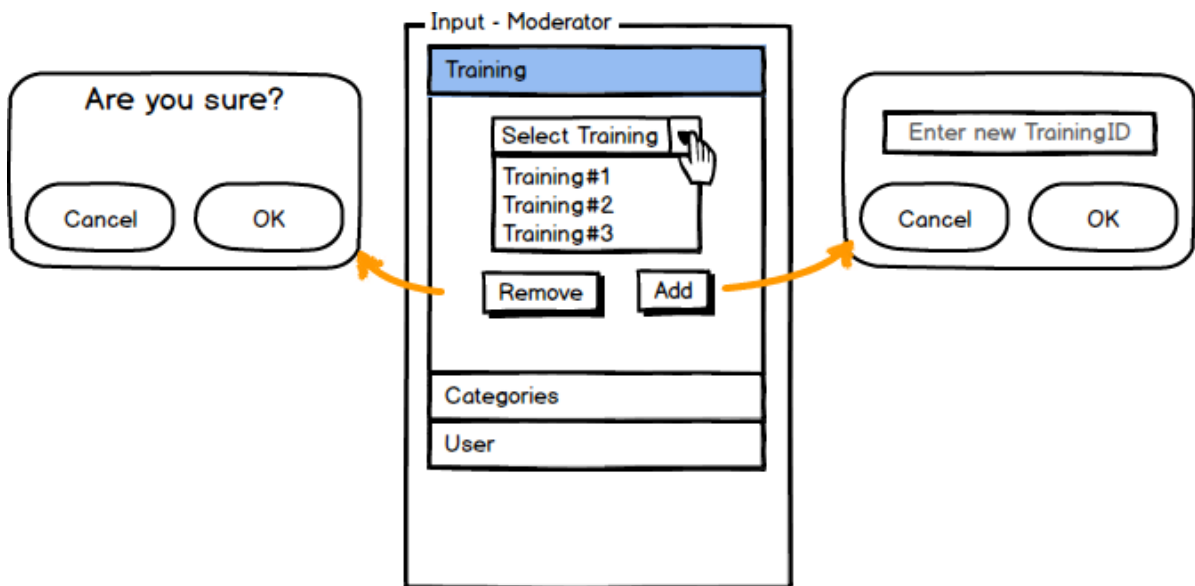 Input - Moderator
Training
Are you sure?
Cancel
OK
Select Training
Training#1
Training#2
Training#3
Remove
Add
Categories
User
Enter new TrainingID
Cancel
OK